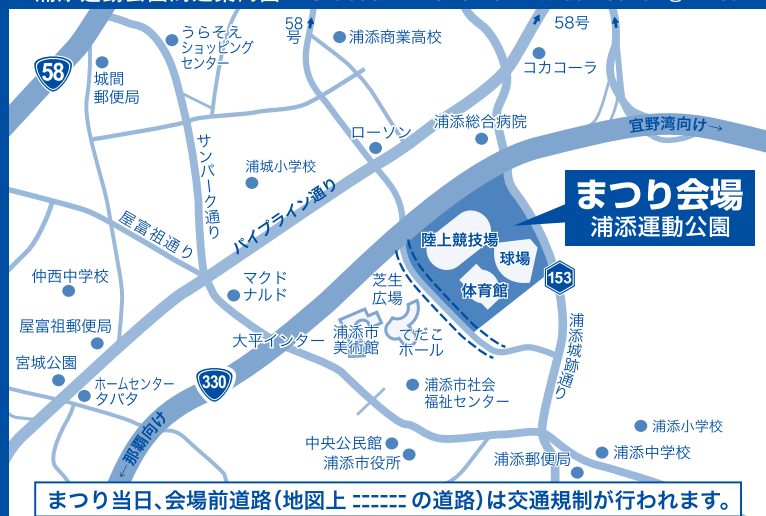 58
城間
郵便局
うらそえ
ショッピング
センター
58
号
浦添商業高校
58号
コカコーラ
サンパーク通り
ローソン
浦添総合病院
宜野湾向け→
浦城小学校
パイプライン通り
屋富祖通り
まつり会場
浦添運動公園
陸上競技場
球場
体育館
153
仲西中学校
マクド
ナルド
芝生
広場
屋富祖郵便局
大平インター
浦添市
美術館
てだこ
ホール
浦添城跡通り
宮城公園
ホームセンター
タバタ
330
浦添市社会
福祉センター
←那覇向け
中央公民館
浦添市役所
浦添郵便局
浦添小学校
浦添中学校
まつり当日、会場前道路(地図上 ====== の道路)は交通規制が行われます。